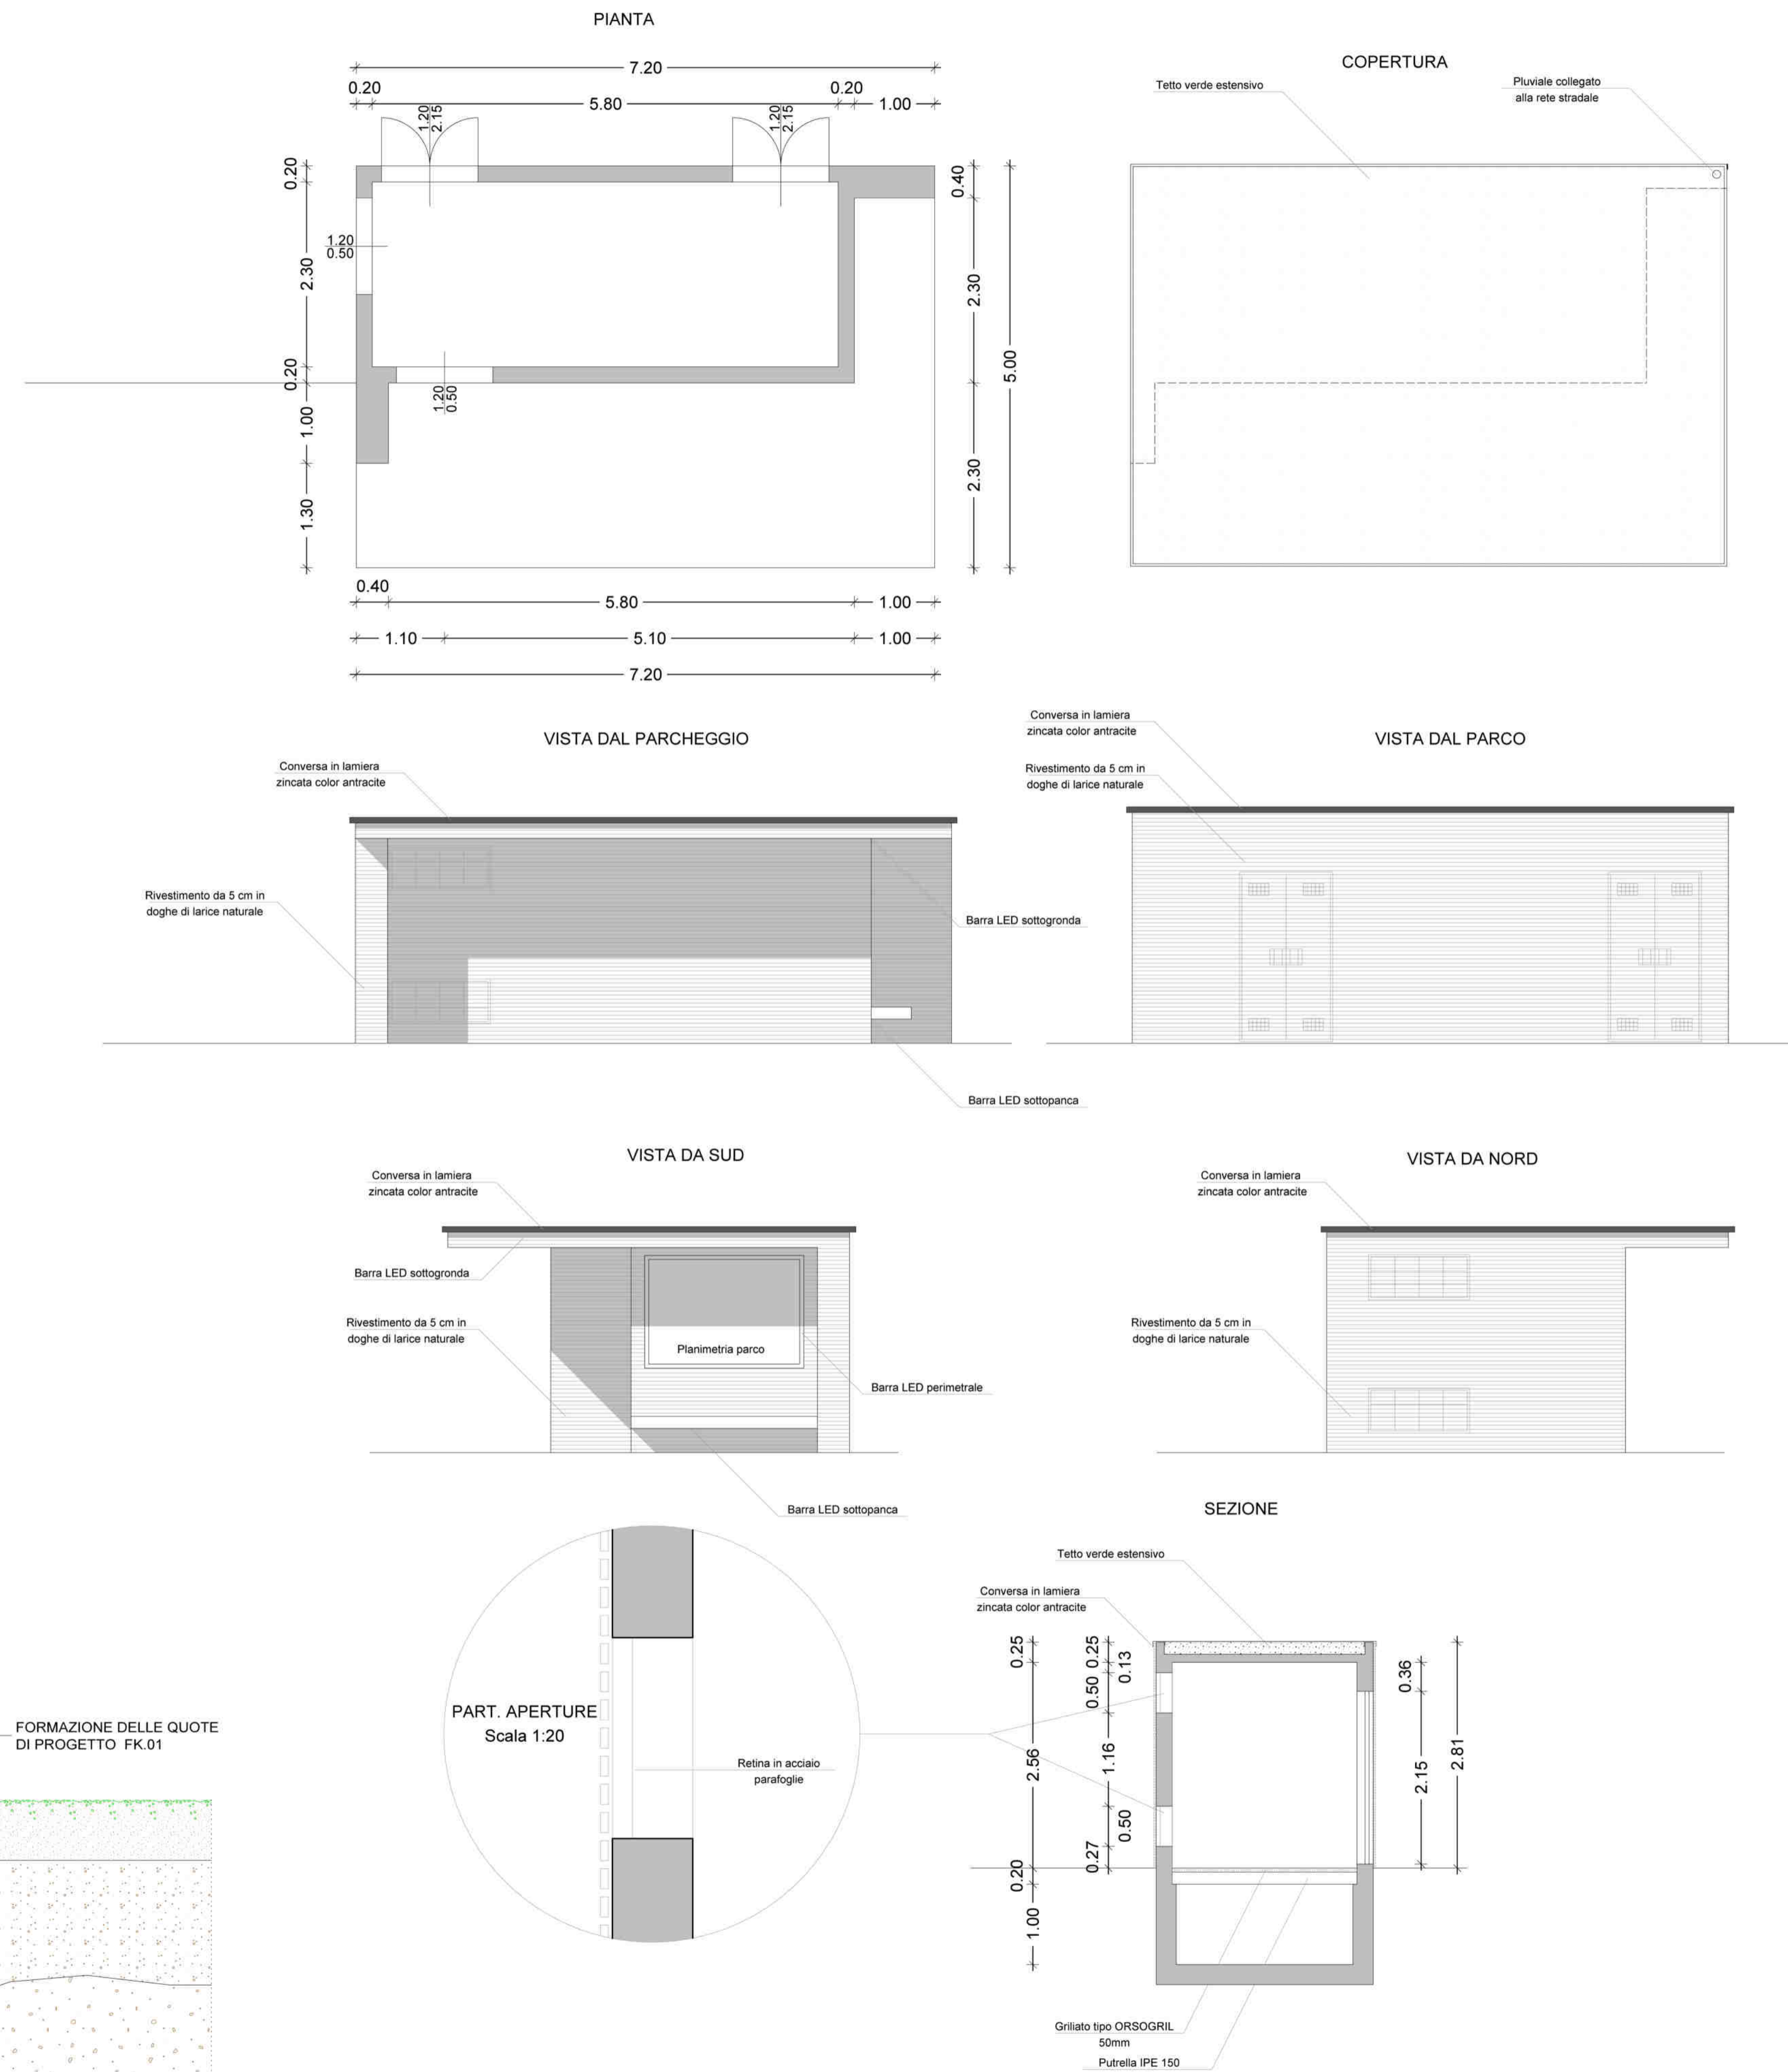 PIANTA
7.20
0.20
5.80
0.20
1.00
1.20
2.15
1.20
2.15
0.20
2.30
0.20
1.00
1.30
1.20
0.50
1.20
0.50
0.40
2.30
2.30
5.00
0.40
5.80
1.00
1.10
5.10
1.00
7.20
COPERTURA
Tetto verde estensivo
Pluviale collegato
alla rete stradale
VISTA DAL PARCHEGGIO
Conversa in lamiera
zincata color antracite
Rivestimento da 5 cm in
doghe di larice naturale
Barra LED sottogronda
Barra LED sottopanca
VISTA DAL PARCO
Conversa in lamiera
zincata color antracite
Rivestimento da 5 cm in
doghe di larice naturale
VISTA DA SUD
Conversa in lamiera
zincata color antracite
Barra LED sottogronda
Rivestimento da 5 cm in
doghe di larice naturale
Planimetria parco
Barra LED perimetrale
Barra LED sottopanca
VISTA DA NORD
Conversa in lamiera
zincata color antracite
Rivestimento da 5 cm in
doghe di larice naturale
FORMAZIONE DELLE QUOTE
DI PROGETTO FK.01
PART. APERTURE
Scala 1:20
Retina in acciaio
parafoglie
SEZIONE
Tetto verde estensivo
Conversa in lamiera
zincata color antracite
0.25
2.56
0.20
1.00
0.25
0.13
0.50
1.16
0.50
0.27
0.36
2.15
2.81
Griliato tipo ORSOGRIL
50mm
Putrella IPE 150